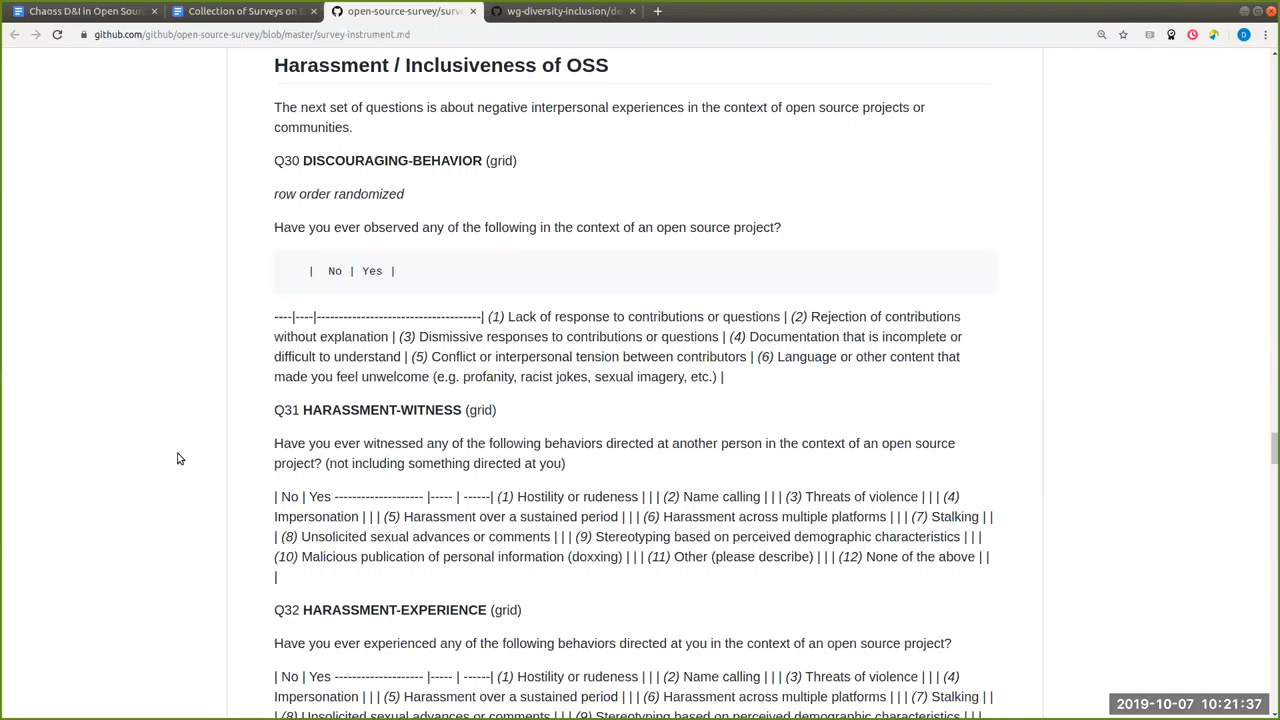 Chaoss D&I in Open Sour
Collection of Surveys on D
open-source-survey/surve
wg-diversity-inclusion/de
github.com/github/open-source-survey/blob/master/survey-instrument.md
Harassment / Inclusiveness of OSS
The next set of questions is about negative interpersonal experiences in the context of open source projects or
communities.
Q30 DISCOURAGING-BEHAVIOR (grid)
row order randomized
Have you ever observed any of the following in the context of an open source project?
| No | Yes |
----|----|-------------------------------------| (1) Lack of response to contributions or questions | (2) Rejection of contributions
without explanation | (3) Dismissive responses to contributions or questions | (4) Documentation that is incomplete or
difficult to understand | (5) Conflict or interpersonal tension between contributors | (6) Language or other content that
made you feel unwelcome (e.g. profanity, racist jokes, sexual imagery, etc.) |
Q31 HARASSMENT-WITNESS (grid)
Have you ever witnessed any of the following behaviors directed at another person in the context of an open source
project? (not including something directed at you)
| No | Yes -------------------- |----- | ------| (1) Hostility or rudeness | | | (2) Name calling | | | (3) Threats of violence | | | (4)
Impersonation | | | (5) Harassment over a sustained period | | | (6) Harassment across multiple platforms | | | (7) Stalking | |
| (8) Unsolicited sexual advances or comments | | | (9) Stereotyping based on perceived demographic characteristics | | |
(10) Malicious publication of personal information (doxxing) | | | (11) Other (please describe) | | | (12) None of the above | |
|
Q32 HARASSMENT-EXPERIENCE (grid)
Have you ever experienced any of the following behaviors directed at you in the context of an open source project?
| No | Yes -------------------- |----- | ------| (1) Hostility or rudeness | | | (2) Name calling | | | (3) Threats of violence | | | (4)
Impersonation | | | (5) Harassment over a sustained period | | | (6) Harassment across multiple platforms | | | (7) Stalking | |
| (8) Unsolicited sexual advances or comments | | | (9) Stereotyping based on perceived demographic characteristics | | |
2019-10-07 10:21:37